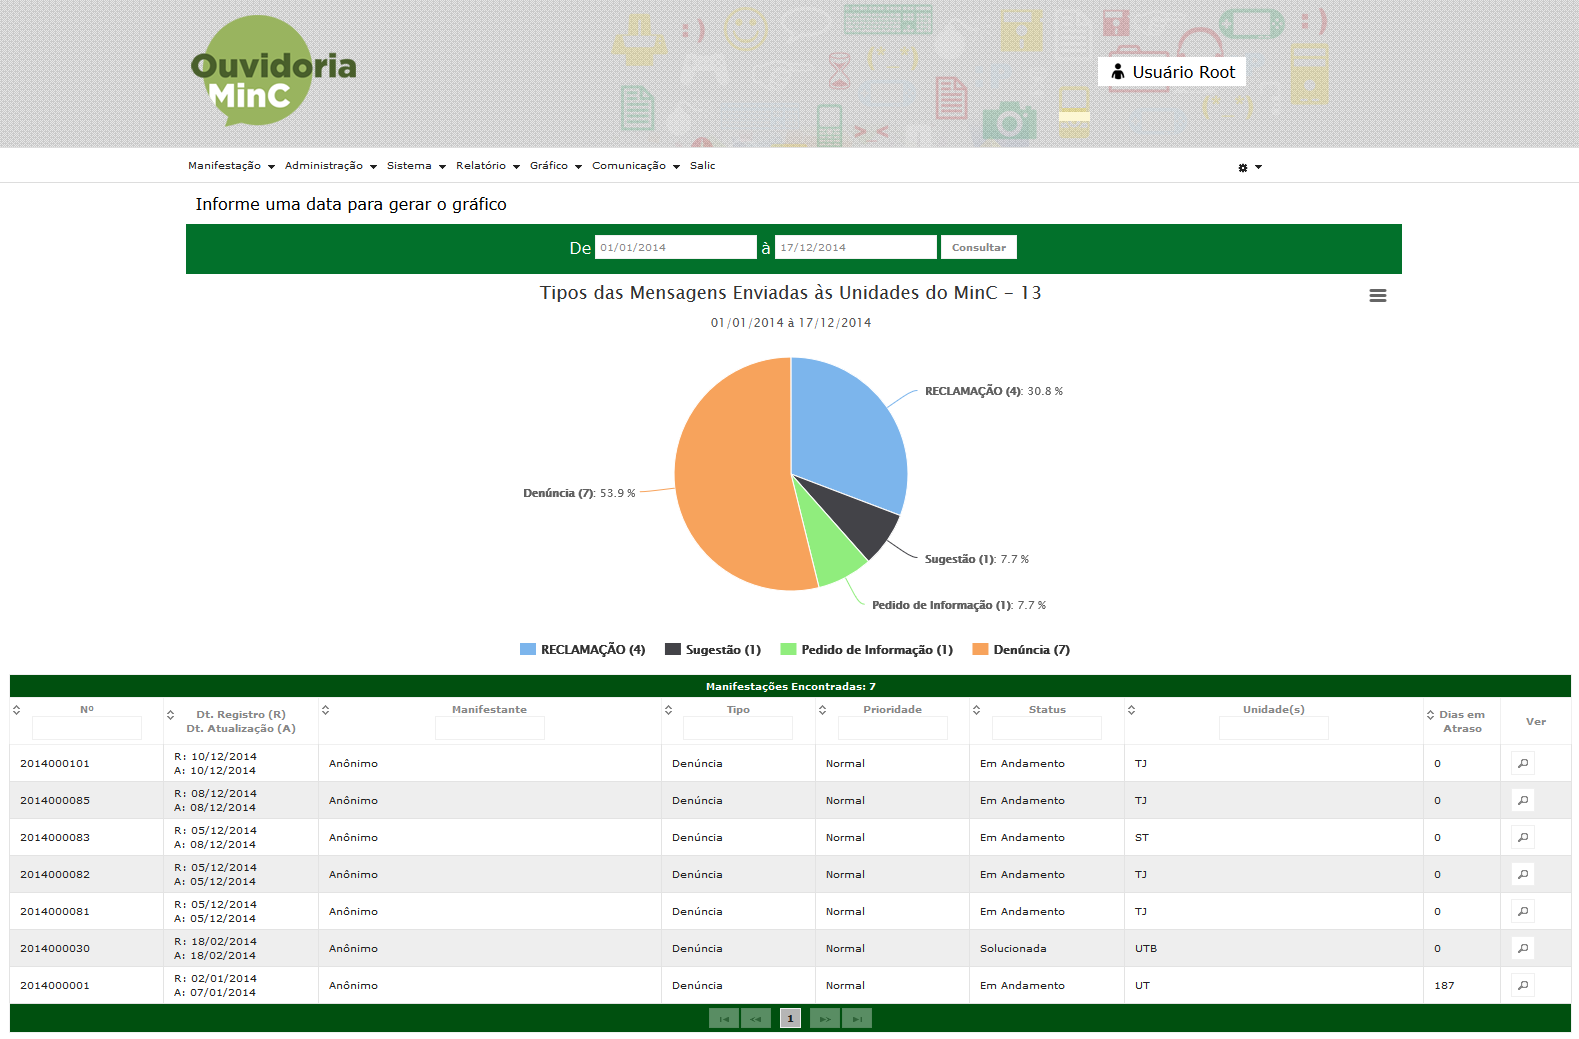 Ouvidoria
MinC
Usuário Root
Manifestação Administração Sistema Relatório Gráfico Comunicação Salic
Informe uma data para gerar o gráfico
De 01/01/2014 à 17/12/2014 Consultar
Tipos das Mensagens Enviadas às Unidades do MinC - 13
01/01/2014 à 17/12/2014
RECLAMAÇÃO (4): 30.8 %
Denúncia (7): 53.9 %
Sugestão (1): 7.7 %
Pedido de Informação (1): 7.7 %
RECLAMAÇÃO (4) Sugestão (1) Pedido de Informação (1) Denúncia (7)
Manifestações Encontradas: 7
Nº Dt. Registro (R) Dt. Atualização (A) Manifestante Tipo Prioridade Status Unidade(s) Dias em Atraso Ver
2014000101 R: 10/12/2014 A: 10/12/2014 Anônimo Denúncia Normal Em Andamento TJ 0
2014000085 R: 08/12/2014 A: 08/12/2014 Anônimo Denúncia Normal Em Andamento TJ 0
2014000083 R: 05/12/2014 A: 08/12/2014 Anônimo Denúncia Normal Em Andamento ST 0
2014000082 R: 05/12/2014 A: 05/12/2014 Anônimo Denúncia Normal Em Andamento TJ 0
2014000081 R: 05/12/2014 A: 05/12/2014 Anônimo Denúncia Normal Em Andamento TJ 0
2014000030 R: 18/02/2014 A: 18/02/2014 Anônimo Denúncia Normal Solucionada UTB 0
2014000001 R: 02/01/2014 A: 07/01/2014 Anônimo Denúncia Normal Em Andamento UT 187
1